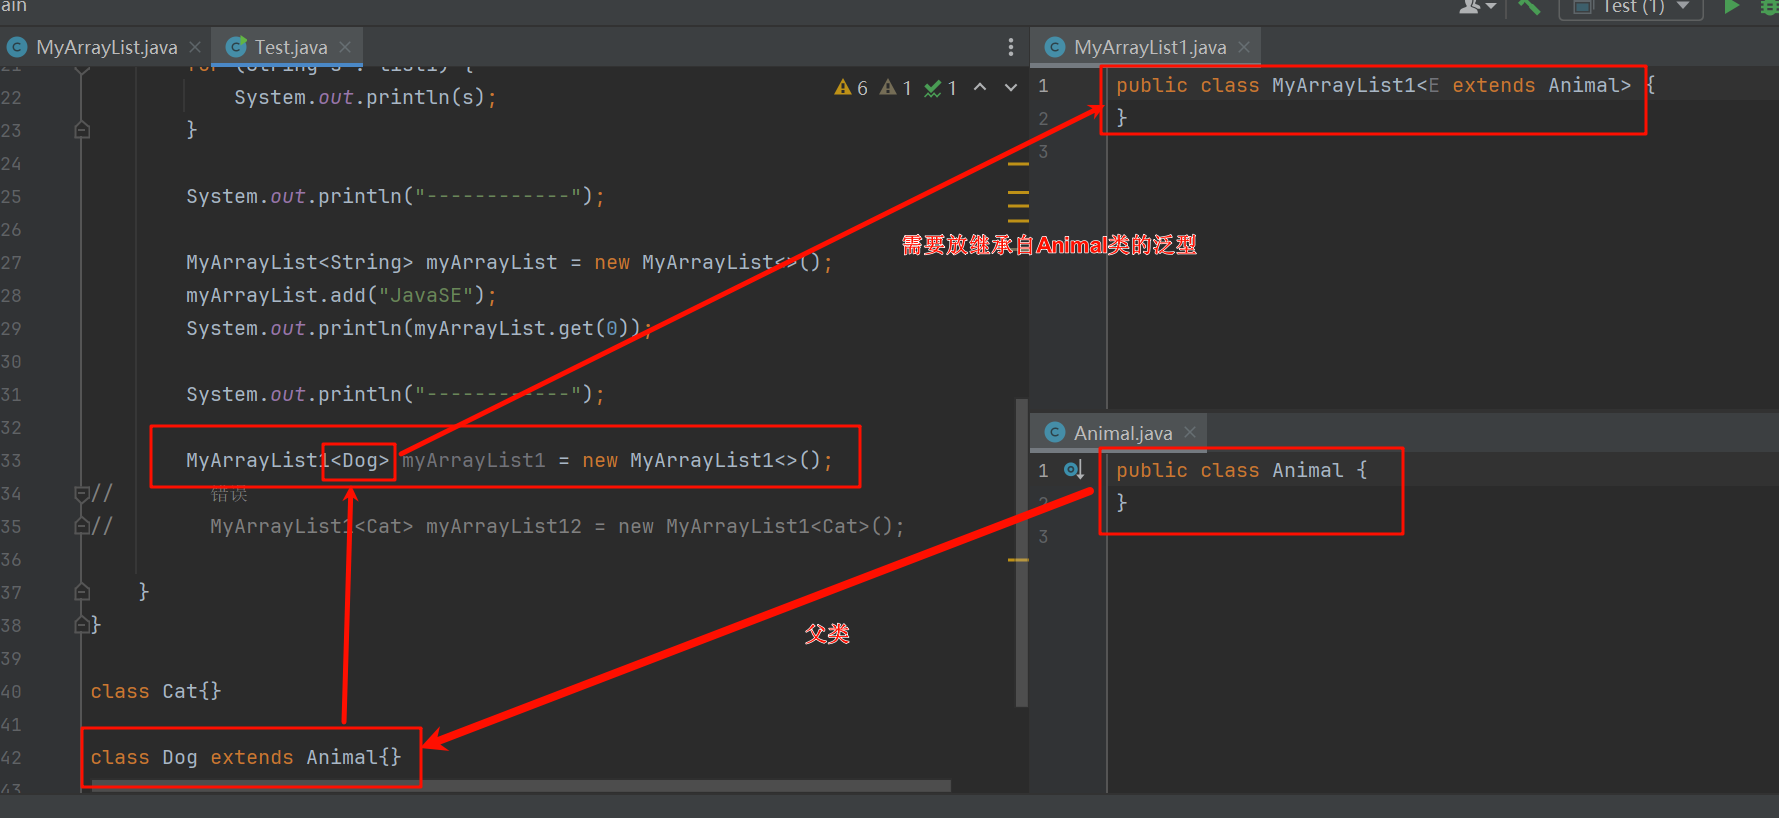 ain
Test (1)
MyArrayList.java
Test.java
MyArrayList1.java
21 for (String s : list1) {
6 1 1
22 System.out.println(s);
23 }
24
25 System.out.println("------------");
26
27 MyArrayList<String> myArrayList = new MyArrayList<>();
28 myArrayList.add("JavaSE");
29 System.out.println(myArrayList.get(0));
30
31 System.out.println("------------");
32
33 MyArrayList1<Dog> myArrayList1 = new MyArrayList1<>();
34 // 错误
35 // MyArrayList1<Cat> myArrayList12 = new MyArrayList1<Cat>();
36
37 }
38 }
39
40 class Cat{}
41
42 class Dog extends Animal{}
43
1 public class MyArrayList1<E extends Animal> {
2 }
3
需要放继承自Animal类的泛型
Animal.java
1 public class Animal {
2 }
3
父类